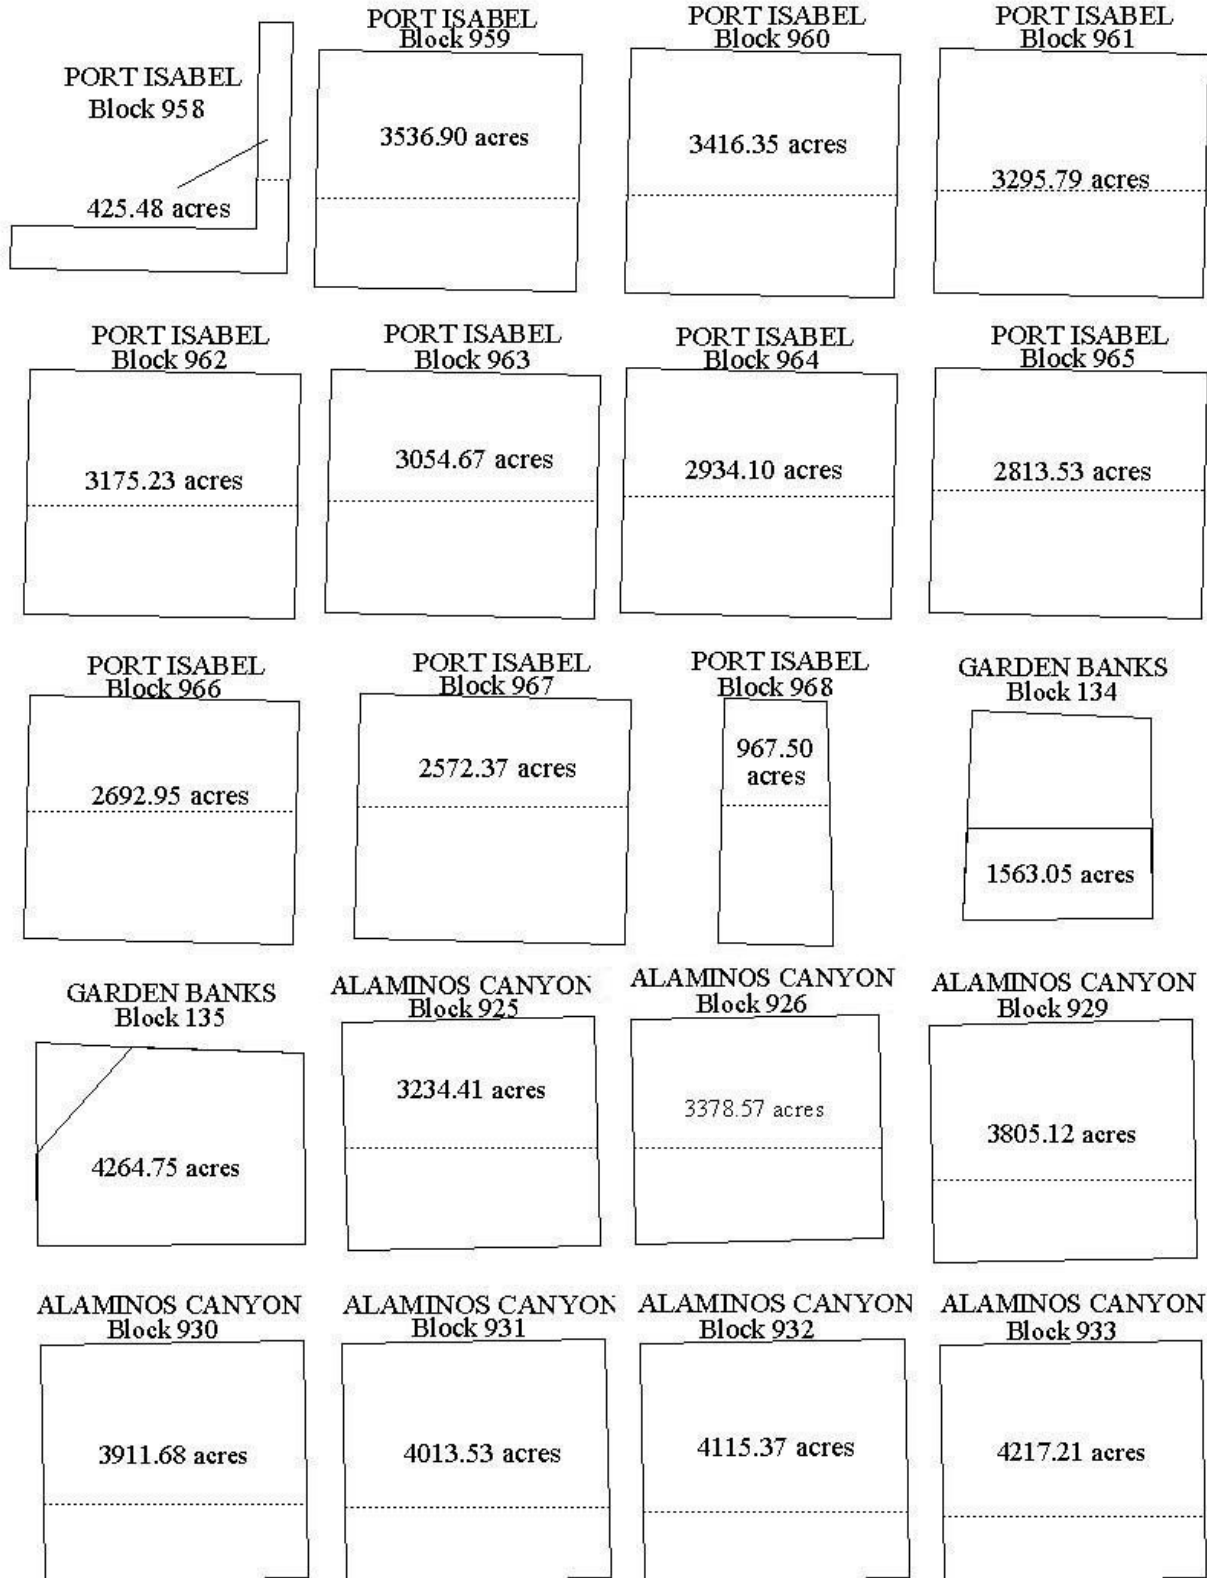 PORT ISABEL
Block 958
425.48 acres
PORT ISABEL
Block 959
3536.90 acres
PORT ISABEL
Block 960
3416.35 acres
PORT ISABEL
Block 961
3295.79 acres
PORT ISABEL
Block 962
3175.23 acres
PORT ISABEL
Block 963
3054.67 acres
PORT ISABEL
Block 964
2934.10 acres
PORT ISABEL
Block 965
2813.53 acres
PORT ISABEL
Block 966
2692.95 acres
PORT ISABEL
Block 967
2572.37 acres
PORT ISABEL
Block 968
967.50
acres
GARDEN BANKS
Block 134
1563.05 acres
GARDEN BANKS
Block 135
4264.75 acres
ALAMINOS CANYON
Block 925
3234.41 acres
ALAMINOS CANYON
Block 926
3378.57 acres
ALAMINOS CANYON
Block 929
3805.12 acres
ALAMINOS CANYON
Block 930
3911.68 acres
ALAMINOS CANYON
Block 931
4013.53 acres
ALAMINOS CANYON
Block 932
4115.37 acres
ALAMINOS CANYON
Block 933
4217.21 acres